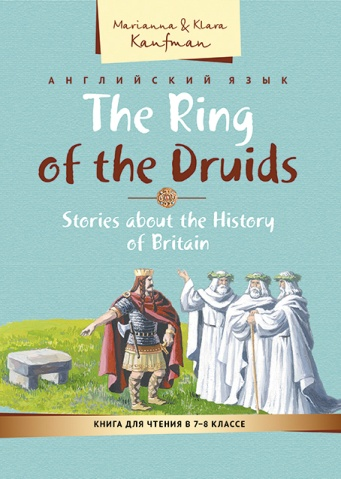 Marianna & Klara
Kaufman
АНГЛИЙСКИЙ ЯЗЫК
The Ring
of the Druids
Stories about the History
of Britain
КНИГА ДЛЯ ЧТЕНИЯ В 7–8 КЛАССЕ